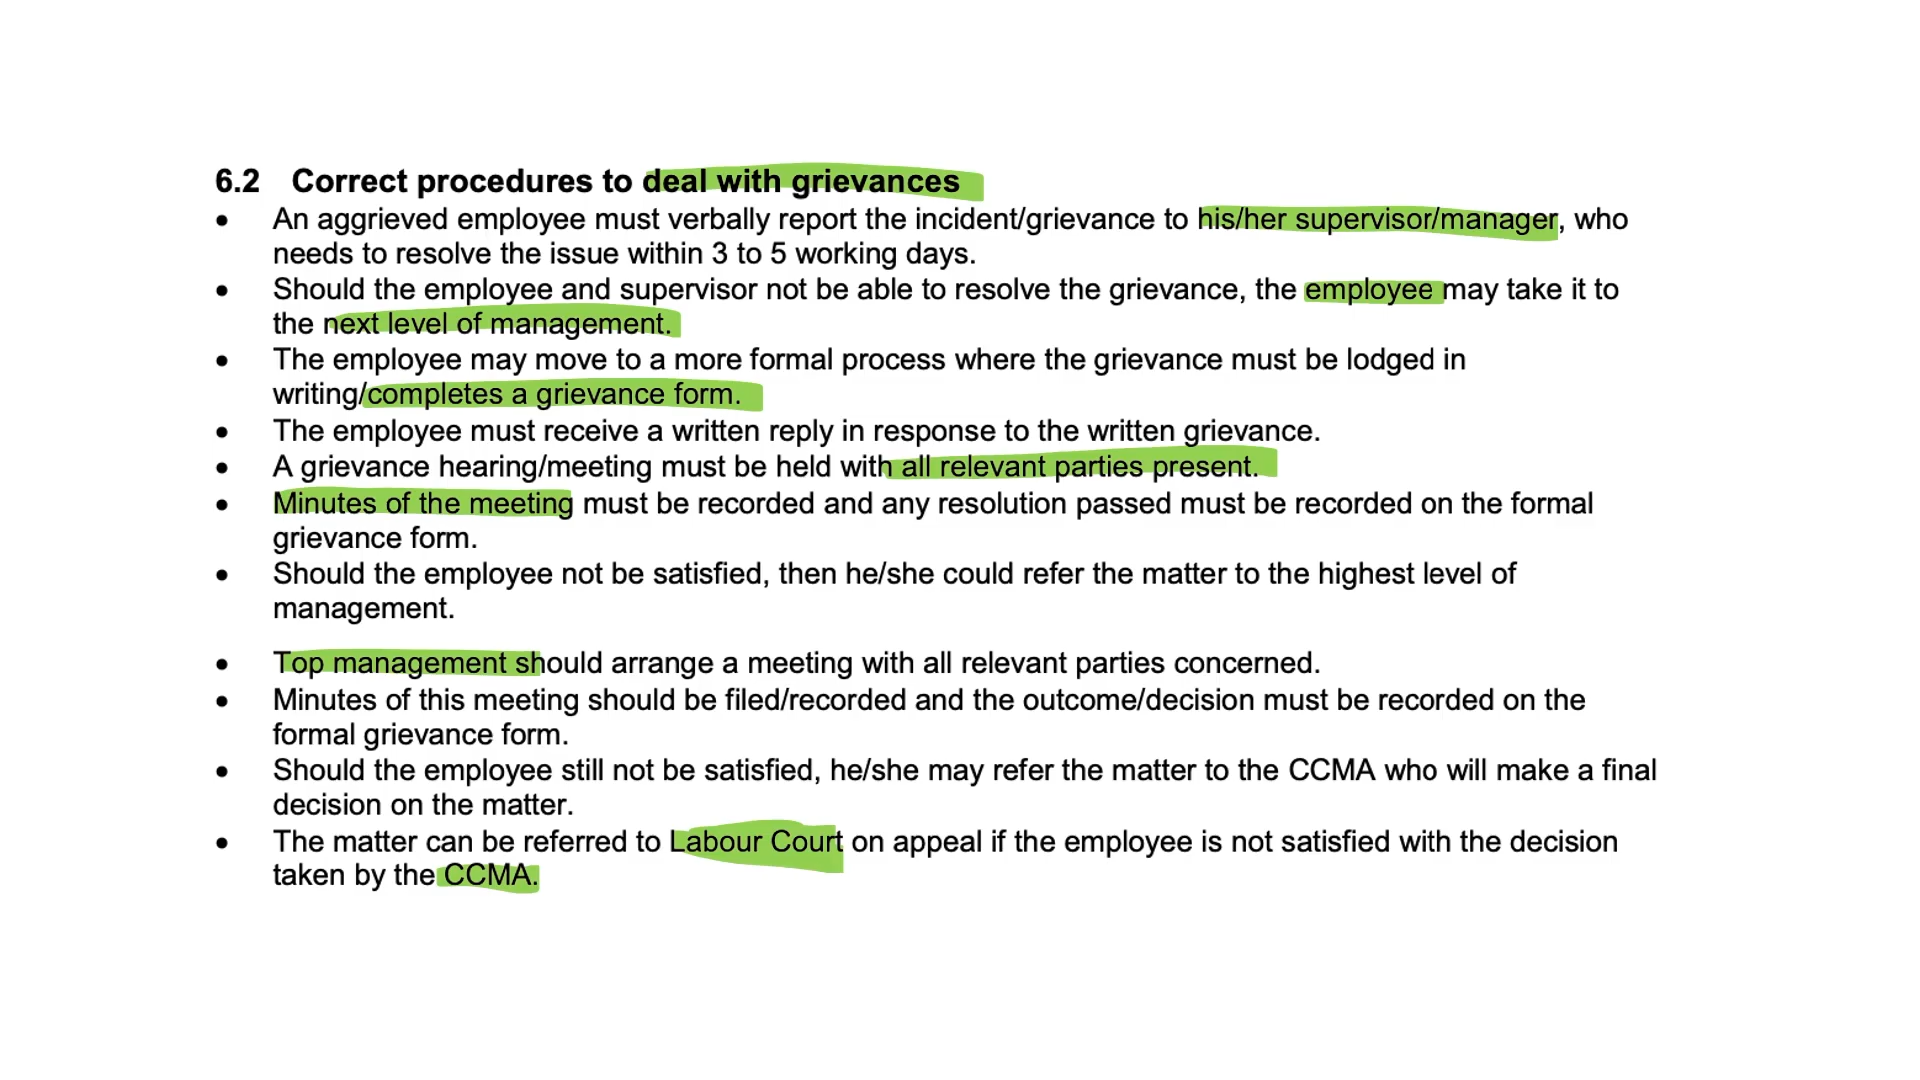 6.2 Correct procedures to deal with grievances
• An aggrieved employee must verbally report the incident/grievance to his/her supervisor/manager, who
needs to resolve the issue within 3 to 5 working days.
• Should the employee and supervisor not be able to resolve the grievance, the employee may take it to
the next level of management.
• The employee may move to a more formal process where the grievance must be lodged in
writing/completes a grievance form.
• The employee must receive a written reply in response to the written grievance.
• A grievance hearing/meeting must be held with all relevant parties present.
• Minutes of the meeting must be recorded and any resolution passed must be recorded on the formal
grievance form.
• Should the employee not be satisfied, then he/she could refer the matter to the highest level of
management.
• Top management should arrange a meeting with all relevant parties concerned.
• Minutes of this meeting should be filed/recorded and the outcome/decision must be recorded on the
formal grievance form.
• Should the employee still not be satisfied, he/she may refer the matter to the CCMA who will make a final
decision on the matter.
• The matter can be referred to Labour Court on appeal if the employee is not satisfied with the decision
taken by the CCMA.